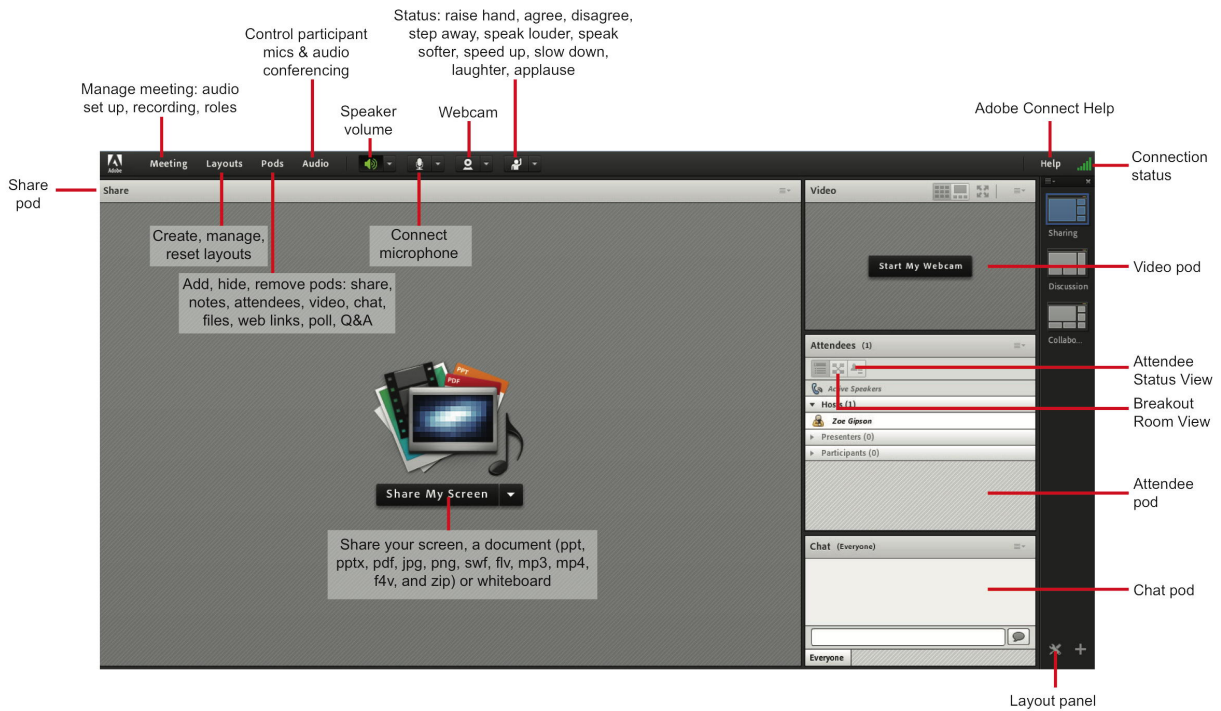 Status: raise hand, agree, disagree,
step away, speak louder, speak
softer, speed up, slow down,
laughter, applause
Control participant
mics & audio
conferencing
Manage meeting: audio
set up, recording, roles
Speaker
volume
Webcam
Adobe Connect Help
Adobe
Meeting
Layouts
Pods
Audio
Help
Connection
status
Share
pod
Share
Video
Create, manage,
reset layouts
Connect
microphone
Add, hide, remove pods: share,
notes, attendees, video, chat,
files, web links, poll, Q&A
Start My Webcam
Sharing
Discussion
Collabo...
Video pod
Attendees (1)
Active Speakers
Hosts (1)
Zoe Gipson
Presenters (0)
Participants (0)
Attendee
Status View
Breakout
Room View
Attendee
pod
PPT
PDF
Share My Screen
Share your screen, a document (ppt,
pptx, pdf, jpg, png, swf, flv, mp3, mp4,
f4v, and zip) or whiteboard
Chat (Everyone)
Chat pod
Everyone
Layout panel